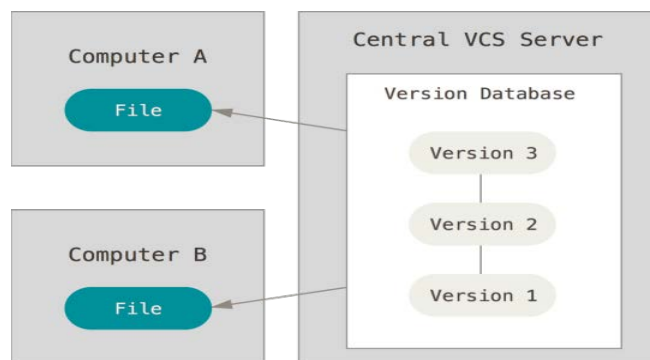 Computer A
File
Computer B
File
Central VCS Server
Version Database
Version 3
Version 2
Version 1